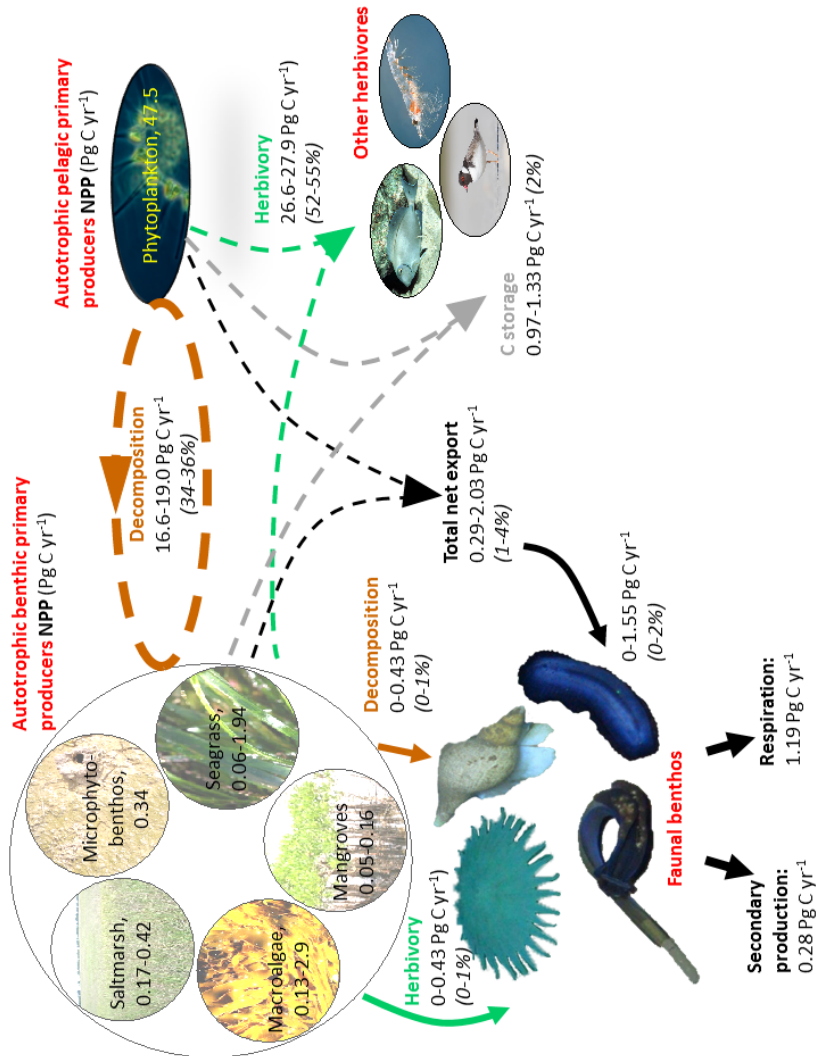 Autotrophic benthic primary
producers NPP (Pg C yr-1)
Saltmarsh,
0.17-0.42
Microphyto-
benthos,
0.34
Macroalgae,
0.13-2.9
Mangroves
0.05-0.16
Seagrass,
0.06-1.94
Decomposition
16.6-19.0 Pg C yr-1
(34-36%)
Autotrophic pelagic primary
producers NPP (Pg C yr-1)
Phytoplankton, 47.5
Herbivory
0-0.43 Pg C yr-1)
(0-1%)
Decomposition
0-0.43 Pg C yr-1
(0-1%)
Total net export
0.29-2.03 Pg C yr-1
(1-4%)
Herbivory
26.6-27.9 Pg C yr-1
(52-55%)
Other herbivores
C storage
0.97-1.33 Pg C yr-1 (2%)
0-1.55 Pg C yr-1
(0-2%)
Faunal benthos
Secondary
production:
0.28 Pg C yr-1
Respiration:
1.19 Pg C yr-1